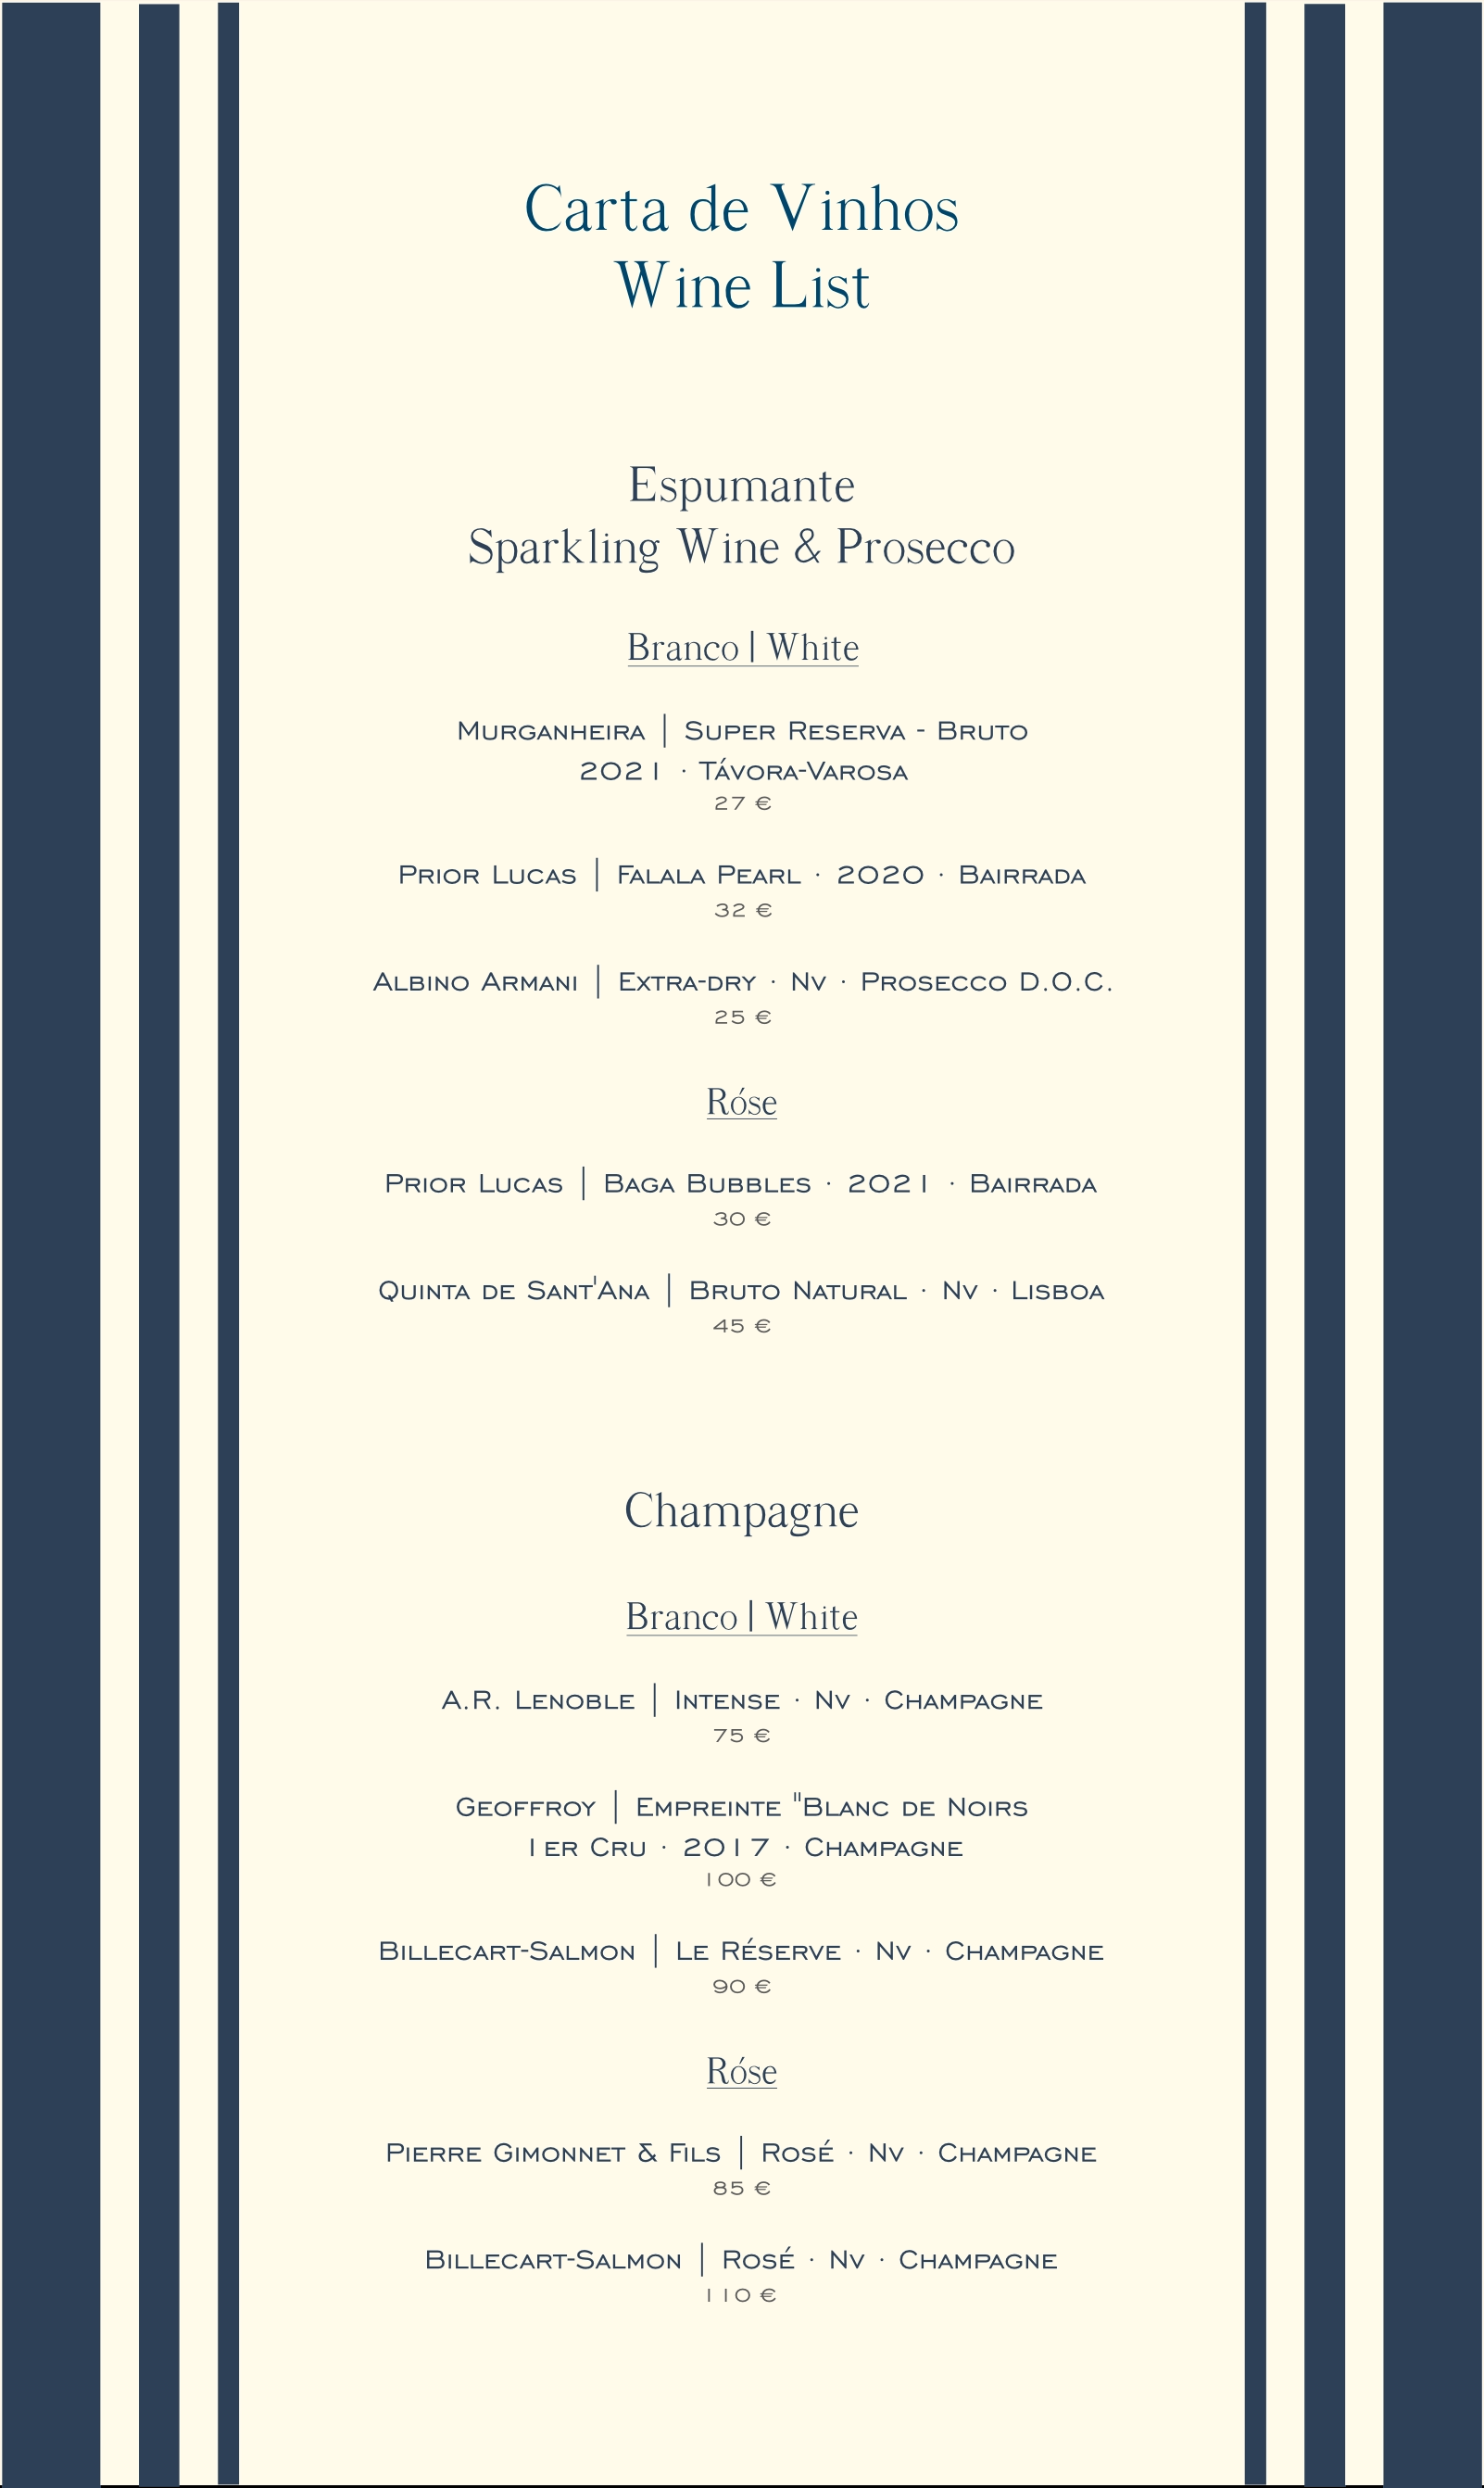 Carta de Vinhos
Wine List
Espumante
Sparkling Wine & Prosecco
Branco | White
Murganheira | Super Reserva - Bruto
2021 · Távora-Varosa
27 €
Prior Lucas | Falala Pearl · 2020 · Bairrada
32 €
Albino Armani | Extra-dry · Nv · Prosecco D.O.C.
25 €
Róse
Prior Lucas | Baga Bubbles · 2021 · Bairrada
30 €
Quinta de Sant'Ana | Bruto Natural · Nv · Lisboa
45 €
Champagne
Branco | White
A.R. Lenoble | Intense · Nv · Champagne
75 €
Geoffroy | Empreinte "Blanc de Noirs
1er Cru · 2017 · Champagne
100 €
Billecart-Salmon | Le Réserve · Nv · Champagne
90 €
Róse
Pierre Gimonnet & Fils | Rosé · Nv · Champagne
85 €
Billecart-Salmon | Rosé · Nv · Champagne
110 €